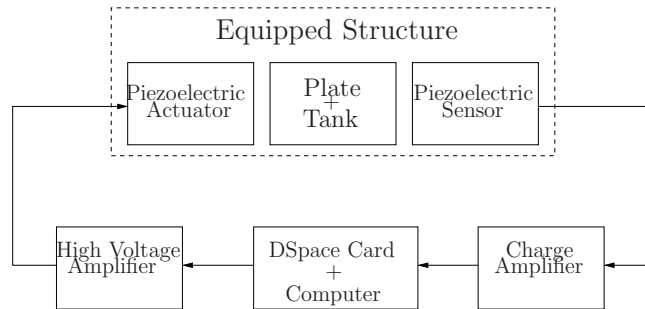 Equipped Structure
Piezoelectric
Actuator
Plate
+
Tank
Piezoelectric
Sensor
High Voltage
Amplifier
DSpace Card
+
Computer
Charge
Amplifier